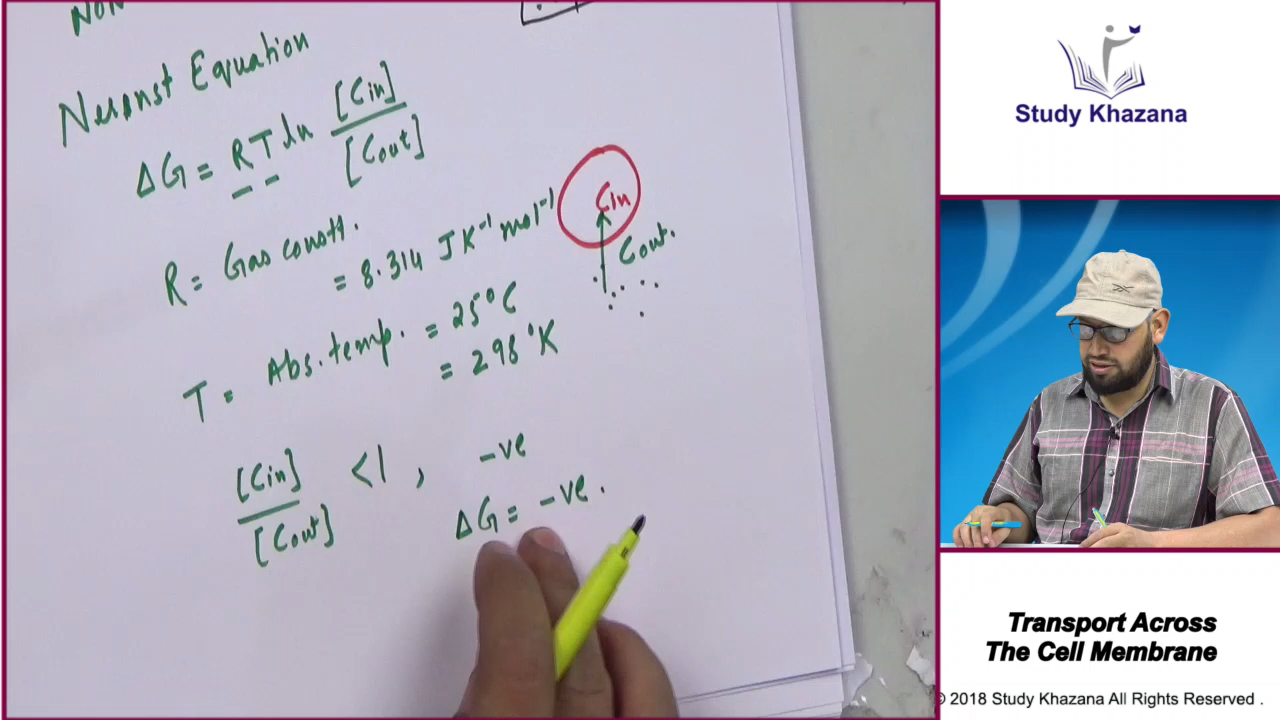 Non
Nernst Equation
ΔG = RT ln [Cin]/[Cout]
R = Gas constt.
= 8.314 J K⁻¹ mol⁻¹
T = Abs. temp. = 25°C
= 298°K
Cin
Cout.
[Cin]/[Cout] <1, -ve
ΔG = -ve.
Study Khazana
Transport Across
The Cell Membrane
© 2018 Study Khazana All Rights Reserved .